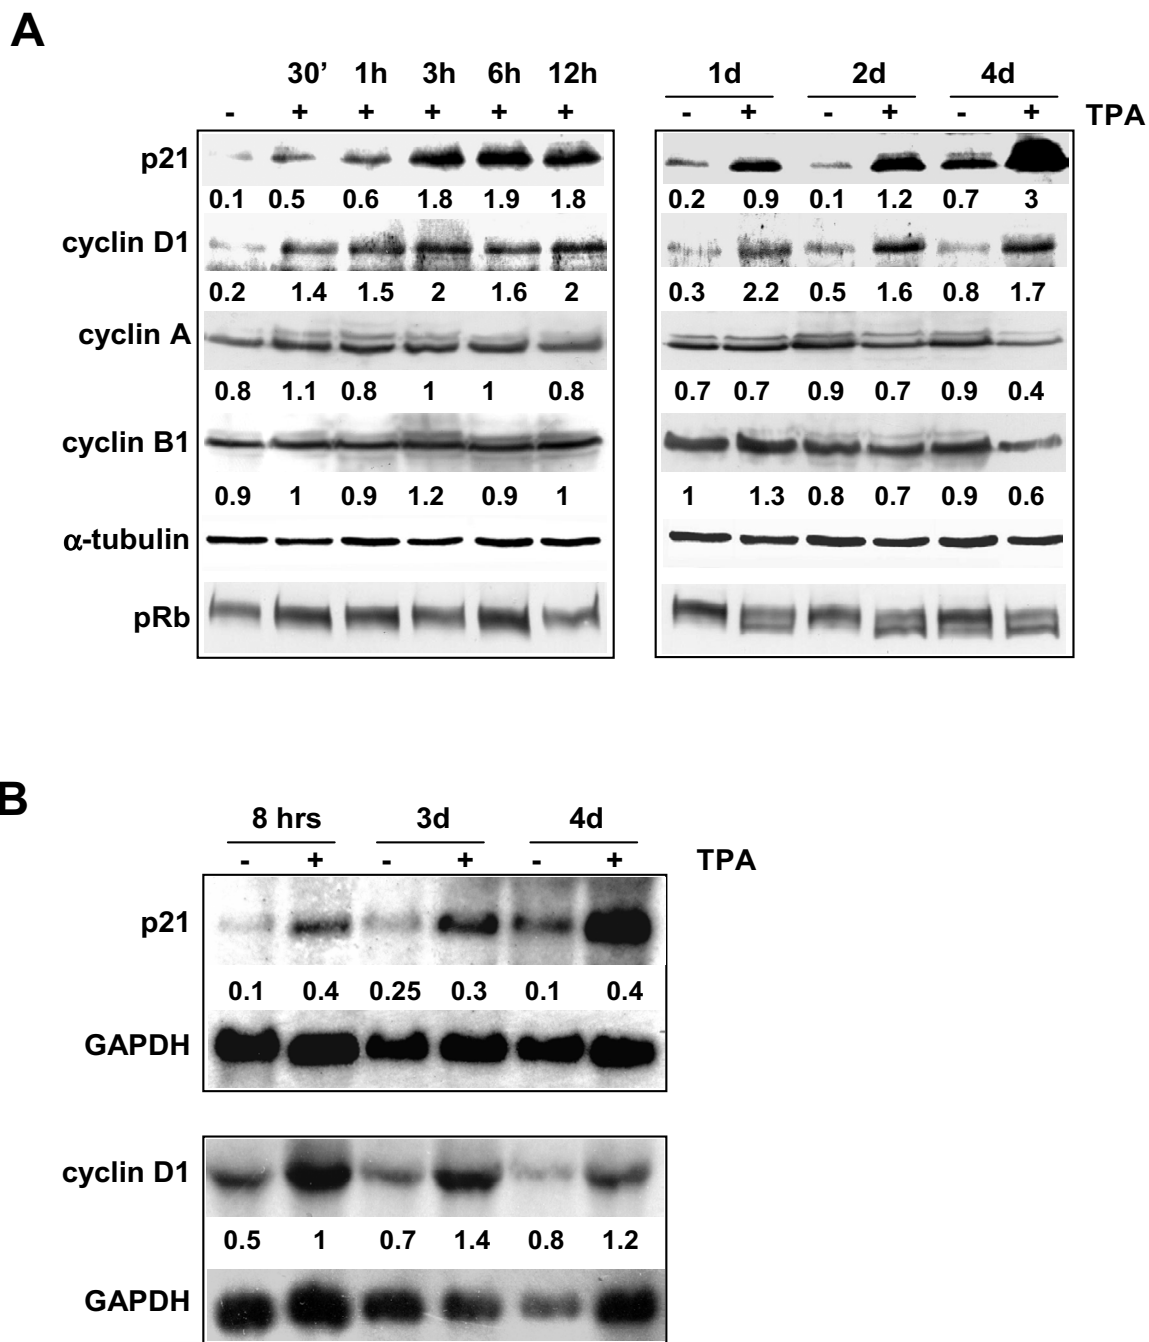 A
30’ 1h 3h 6h 12h 1d 2d 4d
- + + + + + - + - + - + TPA
p21
0.1 0.5 0.6 1.8 1.9 1.8 0.2 0.9 0.1 1.2 0.7 3
cyclin D1
0.2 1.4 1.5 2 1.6 2 0.3 2.2 0.5 1.6 0.8 1.7
cyclin A
0.8 1.1 0.8 1 1 0.8 0.7 0.7 0.9 0.7 0.9 0.4
cyclin B1
0.9 1 0.9 1.2 0.9 1 1 1.3 0.8 0.7 0.9 0.6
α-tubulin
pRb
B
8 hrs 3d 4d
- + - + - + TPA
p21
0.1 0.4 0.25 0.3 0.1 0.4
GAPDH
cyclin D1
0.5 1 0.7 1.4 0.8 1.2
GAPDH